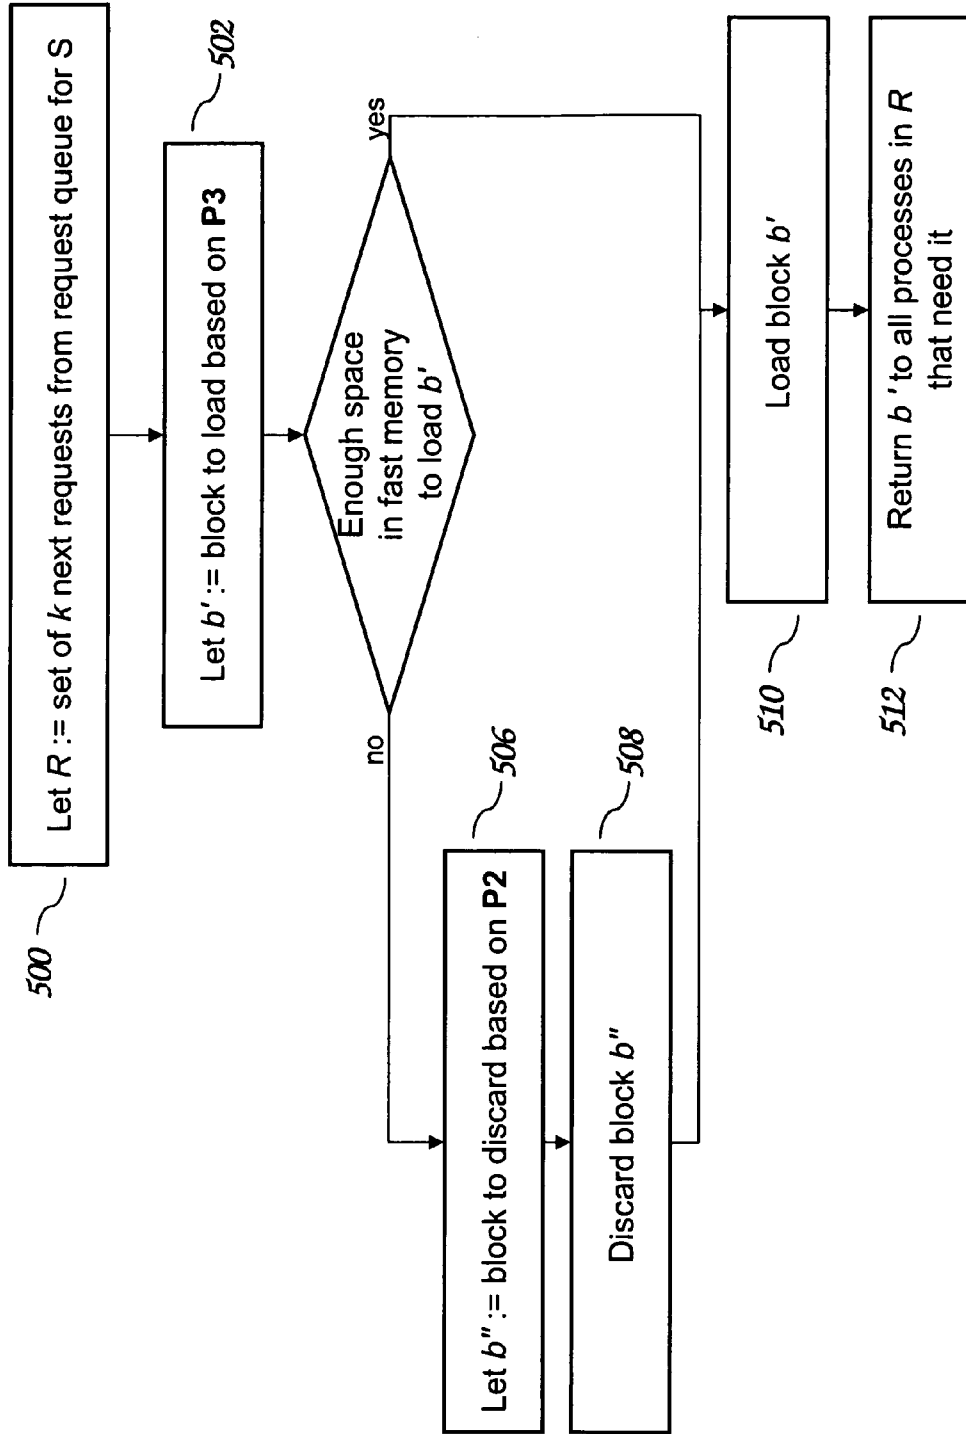 500
Let R := set of k next requests from request queue for S
502
Let b' := block to load based on P3
Enough space
in fast memory
to load b'
no
yes
506
Let b" := block to discard based on P2
508
Discard block b"
510
Load block b'
512
Return b ' to all processes in R
that need it